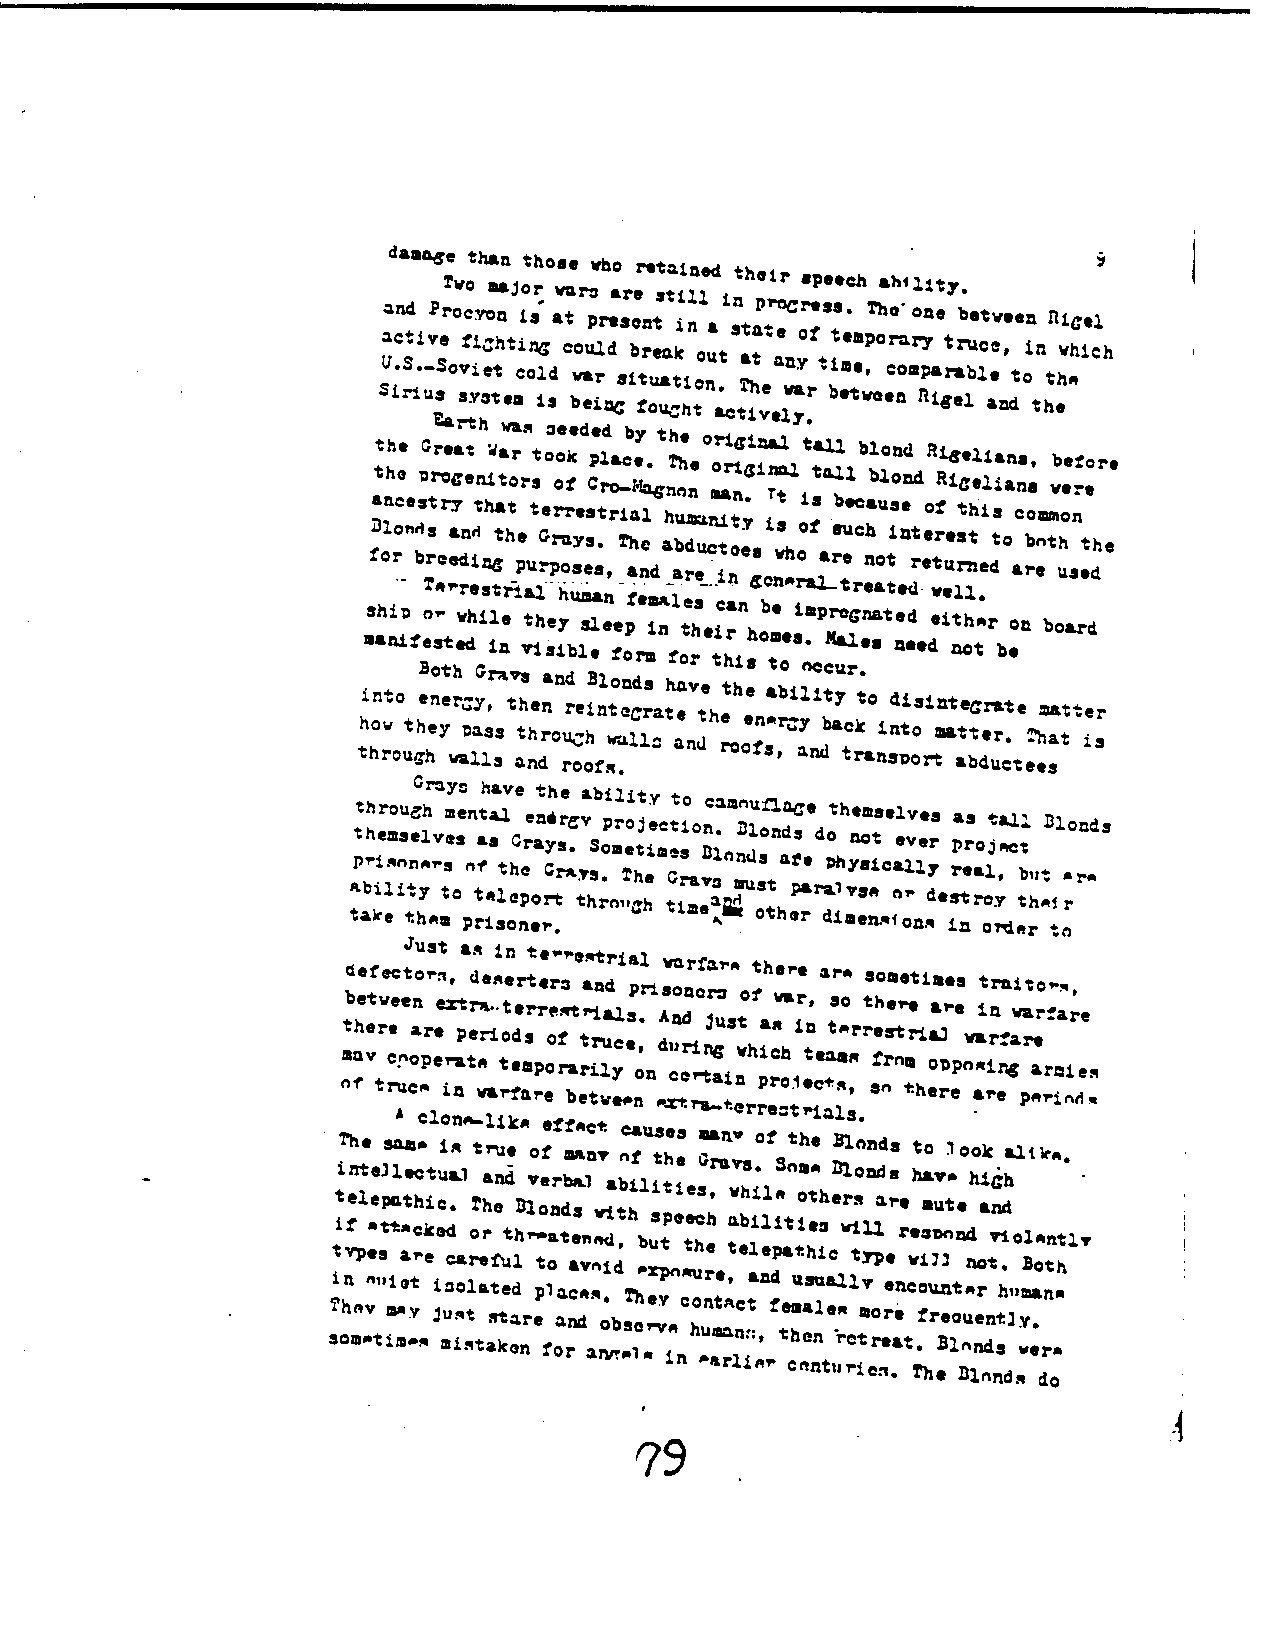 9
damage than those who retained their speech ability.
Two major wars are still in progress. The one between Rigel
and Procyon is at present in a state of temporary truce, in which
active fighting could break out at any time, comparable to the
U.S.-Soviet cold war situation. The war between Rigel and the
Sirius system is being fought actively.
Earth was seeded by the original tall blond Rigelians, before
the Great War took place. The original tall blond Rigelians were
the progenitors of Cro-Magnon man. It is because of this common
ancestry that terrestrial humanity is of such interest to both the
Blonds and the Grays. The abductoes who are not returned are used
for breeding purposes, and are in general treated well.
Terrestrial human females can be impregnated either on board
ship or while they sleep in their homes. Males need not be
manifested in visible form for this to occur.
Both Grays and Blonds have the ability to disintegrate matter
into energy, then reintegrate the energy back into matter. That is
how they pass through walls and roofs, and transport abductees
through walls and roofs.
Grays have the ability to camouflage themselves as tall Blonds
through mental energy projection. Blonds do not ever project
themselves as Grays. Sometimes Blonds are physically real, but are
prisoners of the Grays. The Grays must paralyse or destroy their
ability to teleport through time and other dimensions in order to
take them prisoner.
Just as in terrestrial warfare there are sometimes traitors,
defectors, deserters and prisoners of war, so there are in warfare
between extra-terrestrials. And just as in terrestrial warfare
there are periods of truce, during which teams from opposing armies
may cooperate temporarily on certain projects, so there are periods
of truce in warfare between extra-terrestrials.
A clone-like effect causes many of the Blonds to look alike.
The same is true of many of the Grays. Some Blonds have high
intellectual and verbal abilities, while others are mute and
telepathic. The Blonds with speech abilities will respond violently
if attacked or threatened, but the telepathic type will not. Both
types are careful to avoid exposure, and usually encounter humans
in quiet isolated places. They contact females more frequently.
They may just stare and observe humans, then retreat. Blonds were
sometimes mistaken for angels in earlier centuries. The Blonds do
79